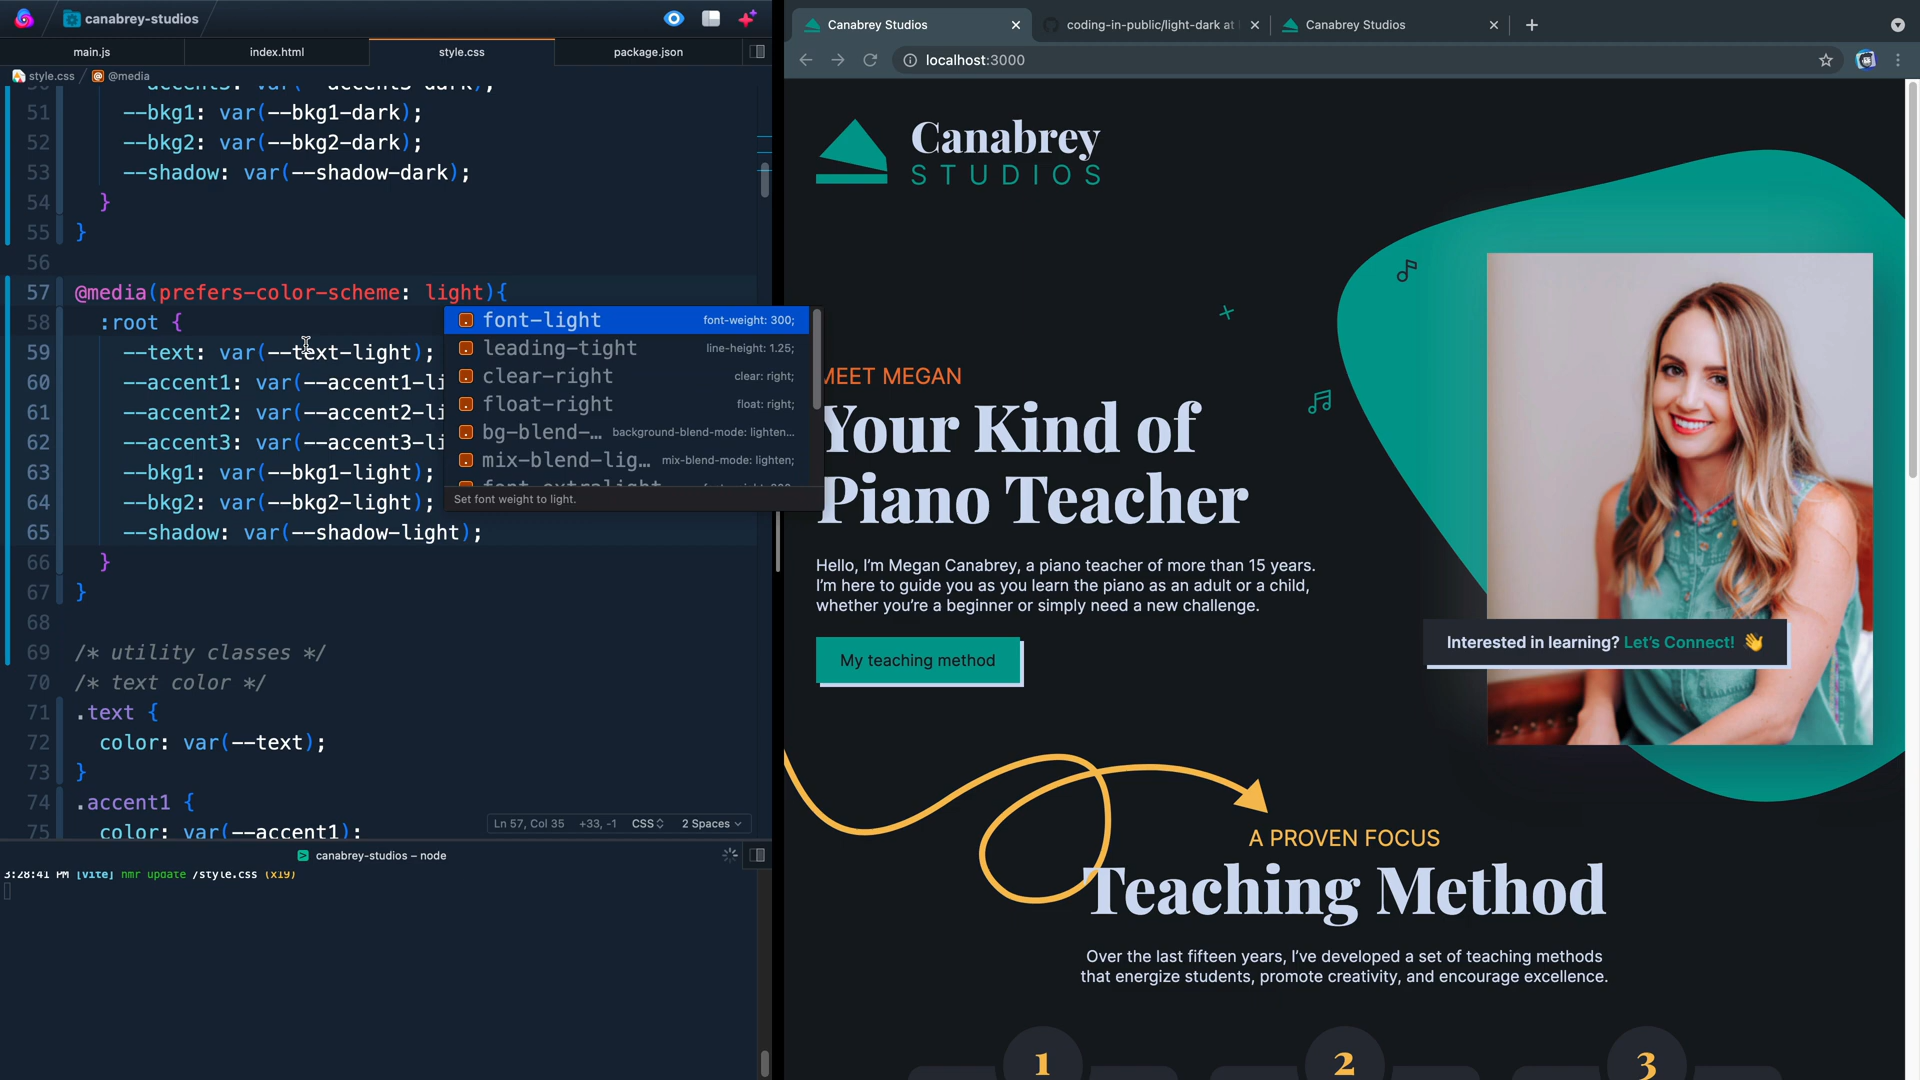 canabrey-studios
main.js
index.html
style.css
package.json
style.css
@media
51
--bkg1: var(--bkg1-dark);
52
--bkg2: var(--bkg2-dark);
53
--shadow: var(--shadow-dark);
54
}
55
}
56
57
@media(prefers-color-scheme: light){
58
:root {
59
--text: var(--text-light);
60
--accent1: var(--accent1-li
61
--accent2: var(--accent2-li
62
--accent3: var(--accent3-li
63
--bkg1: var(--bkg1-light);
64
--bkg2: var(--bkg2-light);
65
--shadow: var(--shadow-light);
66
}
67
}
68
69
/* utility classes */
70
/* text color */
71
.text {
72
color: var(--text);
73
}
74
.accent1 {
75
color: var(--accent1);
font-light font-weight: 300;
leading-tight line-height: 1.25;
clear-right clear: right;
float-right float: right;
bg-blend-… background-blend-mode: lighten…
mix-blend-lig… mix-blend-mode: lighten;
Set font weight to light.
Ln 57, Col 35 +33, -1 CSS 2 Spaces
canabrey-studios – node
3:28:41 PM [vite] hmr update /style.css (x19)
Canabrey Studios
coding-in-public/light-dark at
Canabrey Studios
localhost:3000
Canabrey
STUDIOS
MEET MEGAN
Your Kind of
Piano Teacher
Hello, I'm Megan Canabrey, a piano teacher of more than 15 years.
I'm here to guide you as you learn the piano as an adult or a child,
whether you're a beginner or simply need a new challenge.
My teaching method
Interested in learning? Let's Connect! 👋
A PROVEN FOCUS
Teaching Method
Over the last fifteen years, I've developed a set of teaching methods
that energize students, promote creativity, and encourage excellence.
1
2
3